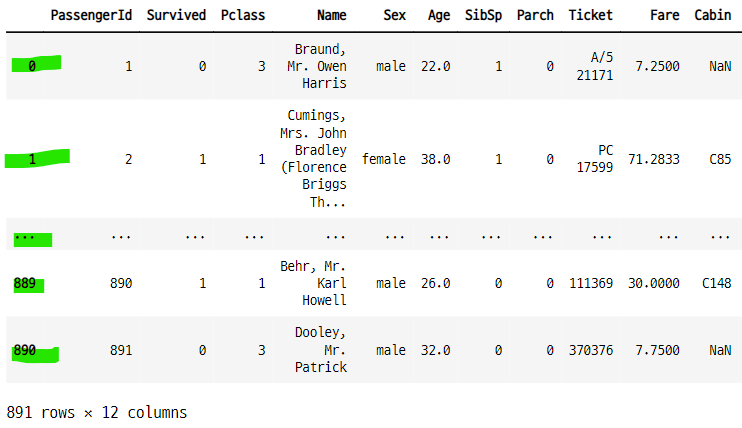 PassengerId Survived Pclass Name Sex Age SibSp Parch Ticket Fare Cabin
0 1 0 3 Braund, Mr. Owen Harris male 22.0 1 0 A/5 21171 7.2500 NaN
1 2 1 1 Cumings, Mrs. John Bradley (Florence Briggs Th... female 38.0 1 0 PC 17599 71.2833 C85
... ... ... ... ... ... ... ... ... ... ... ...
889 890 1 1 Behr, Mr. Karl Howell male 26.0 0 0 111369 30.0000 C148
890 891 0 3 Dooley, Mr. Patrick male 32.0 0 0 370376 7.7500 NaN
891 rows × 12 columns